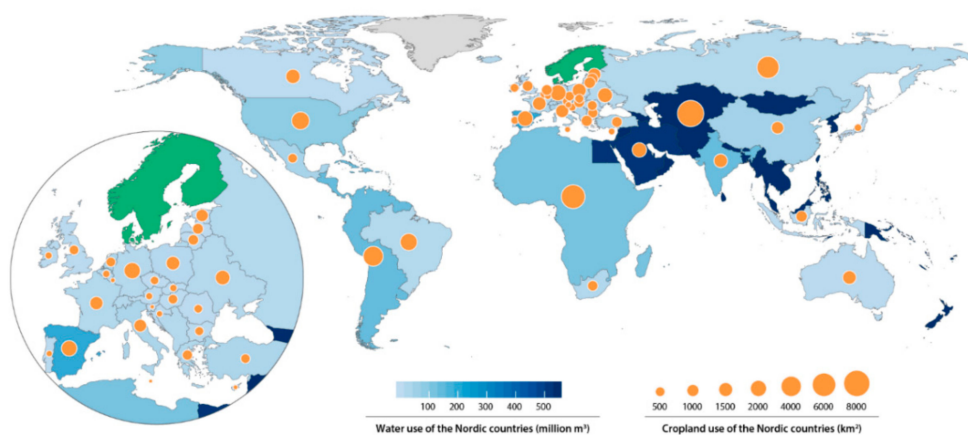 100 200 300 400 500
Water use of the Nordic countries (million m³)
500 1000 1500 2000 4000 6000 8000
Cropland use of the Nordic countries (km²)